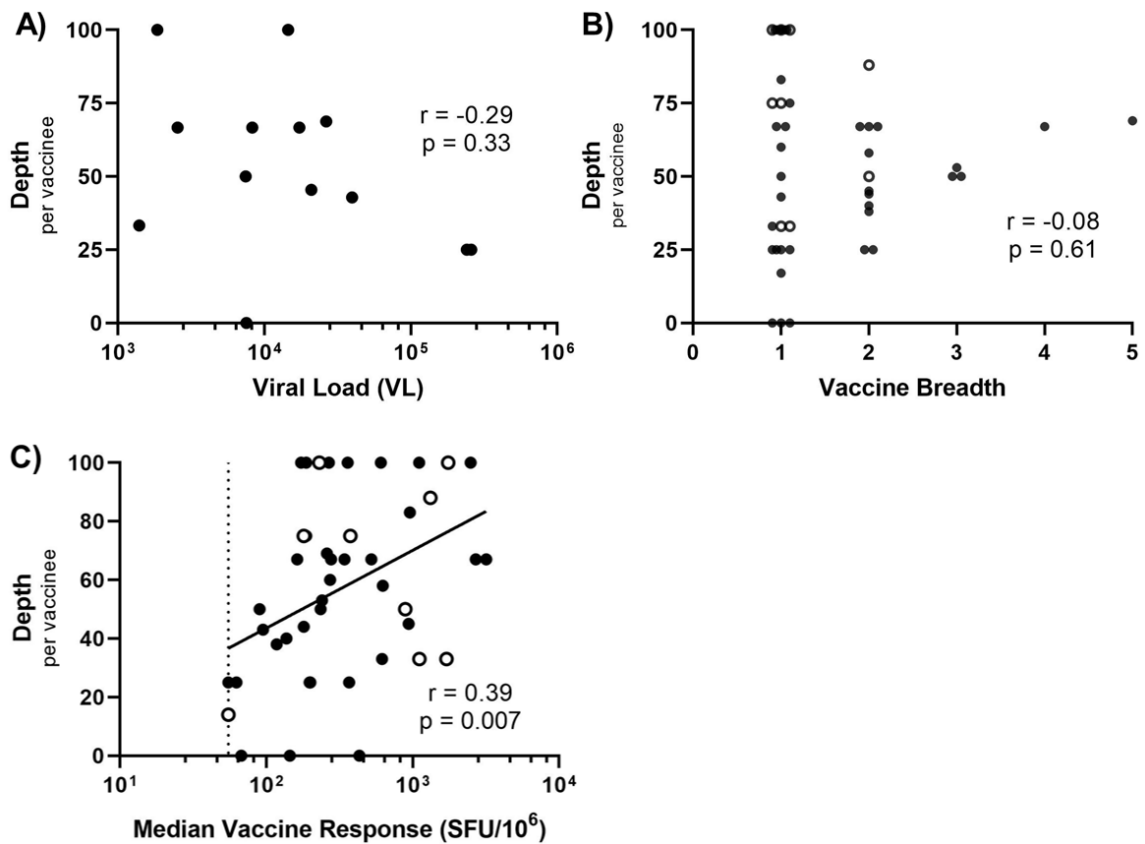 A)
100
75
50
25
0
Depth
per vaccinee
r = -0.29
p = 0.33
10³ 10⁴ 10⁵ 10⁶
Viral Load (VL)
B)
100
75
50
25
0
Depth
per vaccinee
r = -0.08
p = 0.61
0 1 2 3 4 5
Vaccine Breadth
C)
100
80
60
40
20
0
Depth
per vaccinee
r = 0.39
p = 0.007
10¹ 10² 10³ 10⁴
Median Vaccine Response (SFU/10⁶)